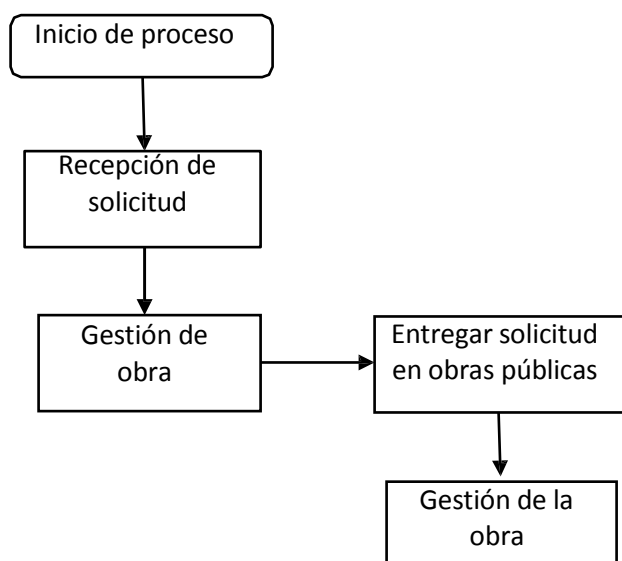 Inicio de proceso
Recepción de
solicitud
Gestión de
obra
Entregar solicitud
en obras públicas
Gestión de la
obra